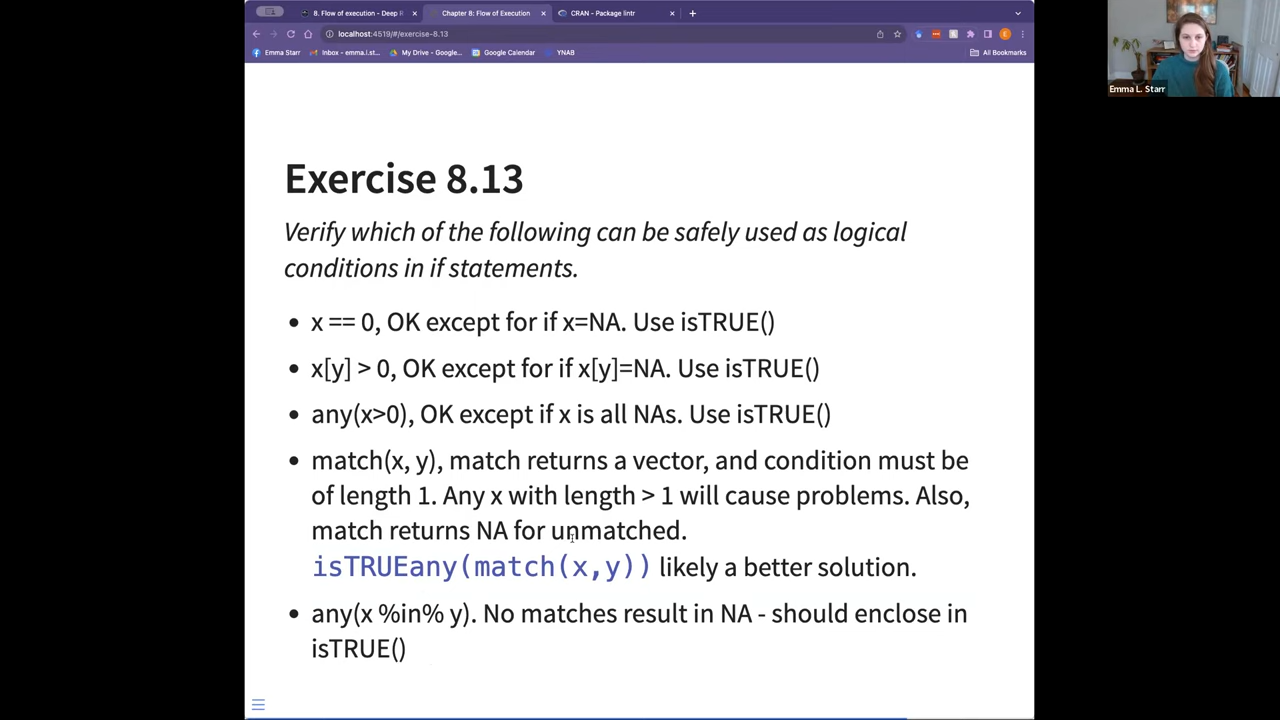 8. Flow of execution - Deep R
Chapter 8: Flow of Execution
CRAN - Package lintr
localhost:4519/#/exercise-8.13
Emma Starr
Inbox - emma.i.st...
My Drive - Google...
Google Calendar
YNAB
All Bookmarks
E
Emma L. Starr
Exercise 8.13
Verify which of the following can be safely used as logical
conditions in if statements.
• x == 0, OK except for if x=NA. Use isTRUE()
• x[y] > 0, OK except for if x[y]=NA. Use isTRUE()
• any(x>0), OK except if x is all NAs. Use isTRUE()
• match(x, y), match returns a vector, and condition must be
of length 1. Any x with length > 1 will cause problems. Also,
match returns NA for unmatched.
isTRUEany(match(x,y)) likely a better solution.
• any(x %in% y). No matches result in NA - should enclose in
isTRUE()